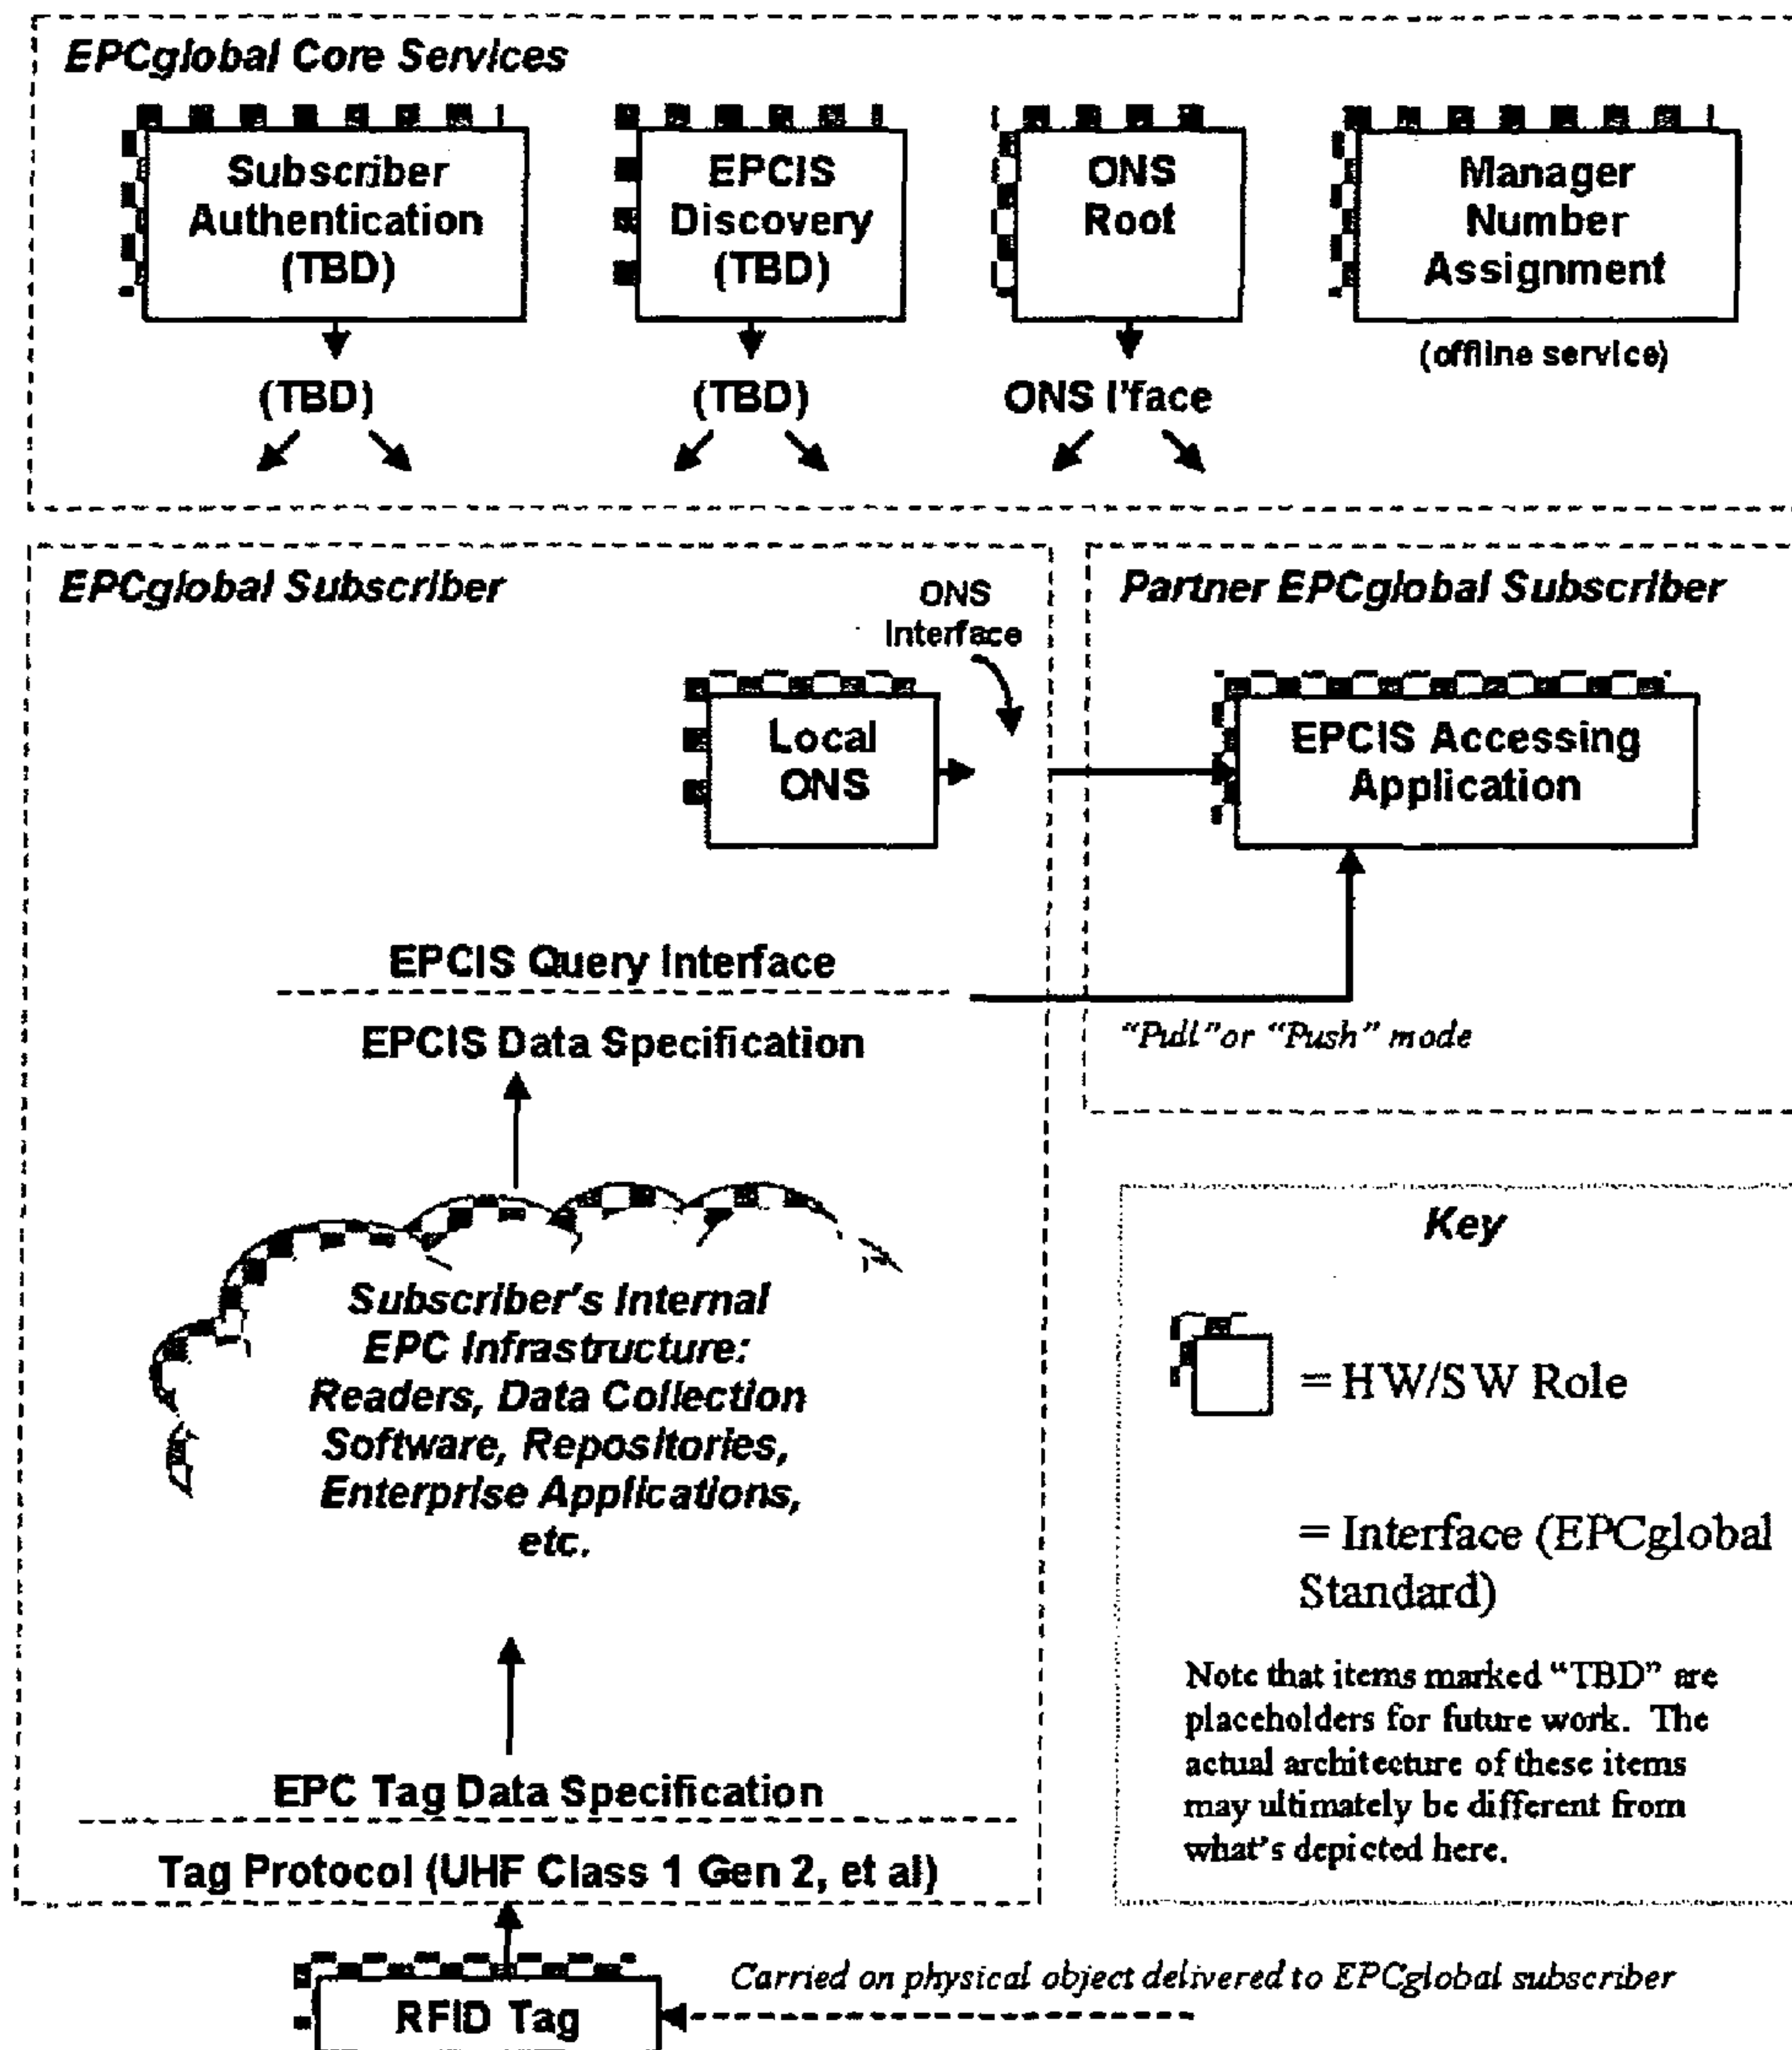 EPCglobal Core Services
Subscriber
Authentication
(TBD)
EPCIS
Discovery
(TBD)
ONS
Root
Manager
Number
Assignment
(offline service)
(TBD)
(TBD)
ONS I'face
EPCglobal Subscriber
ONS
Interface
Partner EPCglobal Subscriber
Local
ONS
EPCIS Accessing
Application
EPCIS Query Interface
EPCIS Data Specification
"Pull" or "Push" mode
Subscriber's Internal
EPC Infrastructure:
Readers, Data Collection
Software, Repositories,
Enterprise Applications,
etc.
Key
= HW/SW Role
= Interface (EPCglobal
Standard)
Note that items marked "TBD" are
placeholders for future work. The
actual architecture of these items
may ultimately be different from
what's depicted here.
EPC Tag Data Specification
Tag Protocol (UHF Class 1 Gen 2, et al)
Carried on physical object delivered to EPCglobal subscriber
RFID Tag